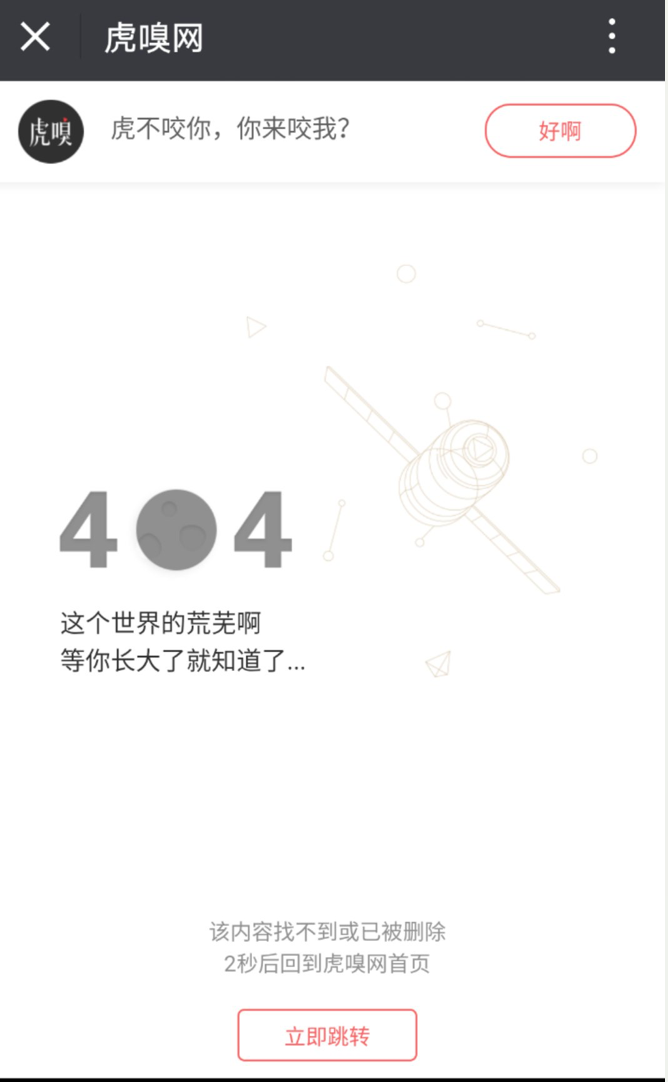 虎嗅网
虎嗅
虎不咬你，你来咬我？
好啊
404
这个世界的荒芜啊
等你长大了就知道了...
该内容找不到或已被删除
2秒后回到虎嗅网首页
立即跳转